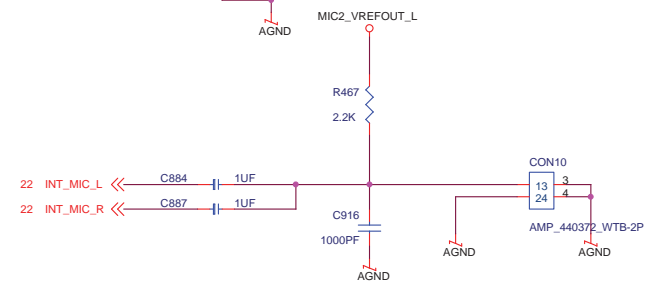 AGND
MIC2_VREFOUT_L
R467
2.2K
CON10
22 INT_MIC_L C884 1UF 13 3
22 INT_MIC_R C887 1UF 24 4
C916
1000PF
AMP_440372_WTB-2P
AGND AGND
AGND